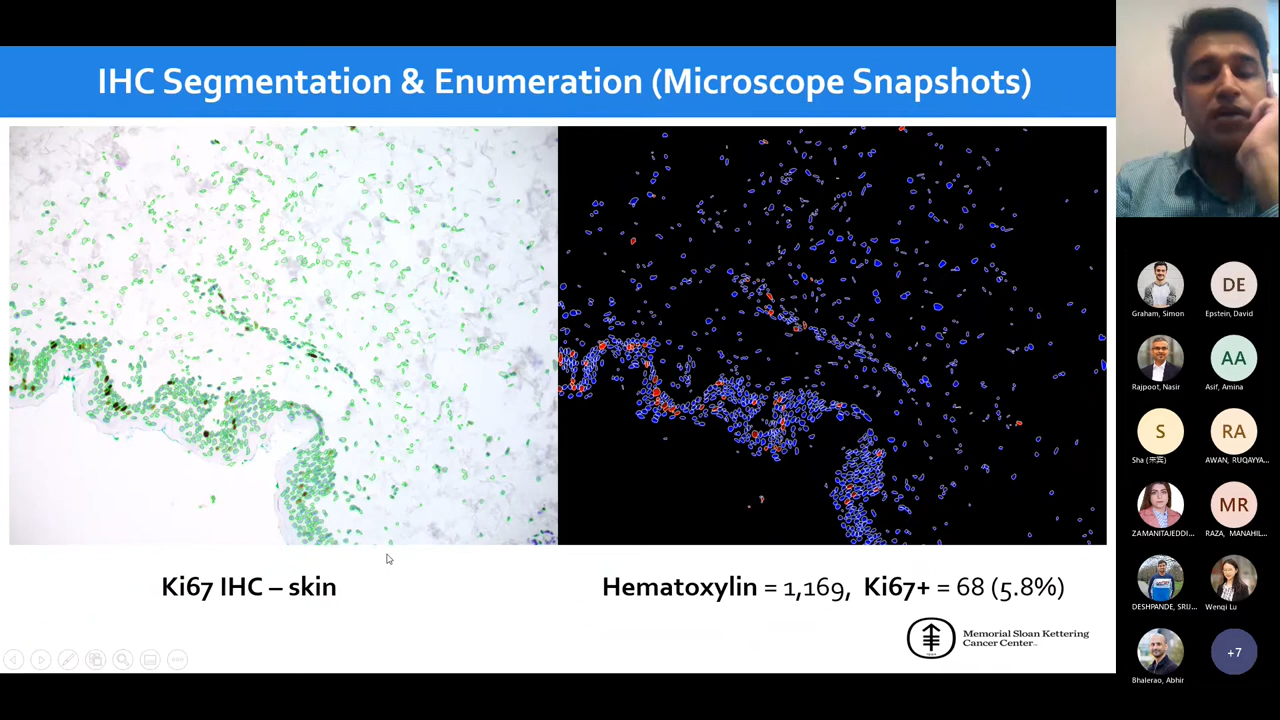 IHC Segmentation & Enumeration (Microscope Snapshots)
Ki67 IHC – skin
Hematoxylin = 1,169, Ki67+ = 68 (5.8%)
Memorial Sloan Kettering
Cancer Center
DE
Graham, Simon
Epstein, David
AA
Rajpoot, Nasir
Asif, Amina
S
RA
Sha
AWAN, RUQAYYA...
MR
ZAMANITAJEDDI...
RAZA, MANAHIL...
DESHPANDE, SRIJ...
Wenqi Lu
+7
Bhalerao, Abhir